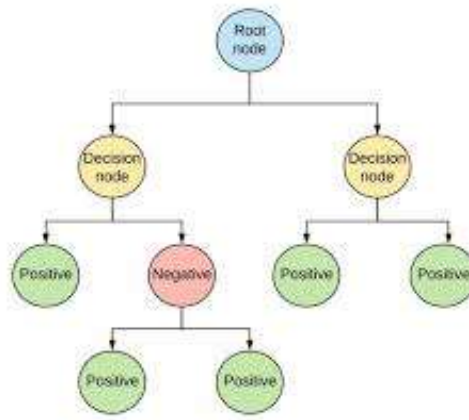 Root
node
Decision
node
Decision
node
Positive
Negative
Positive
Positive
Positive
Positive